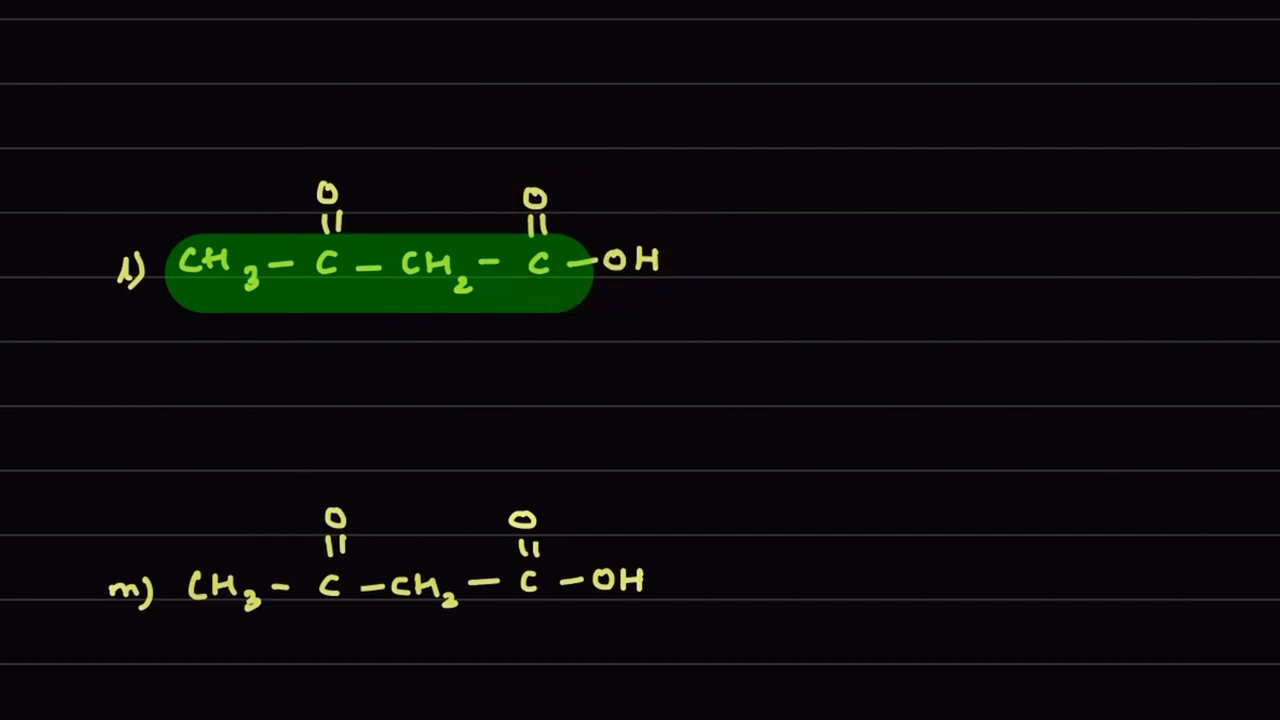 O O
|| ||
l) CH₃ – C – CH₂ – C – OH
O O
|| ||
m) CH₃ – C – CH₂ – C – OH